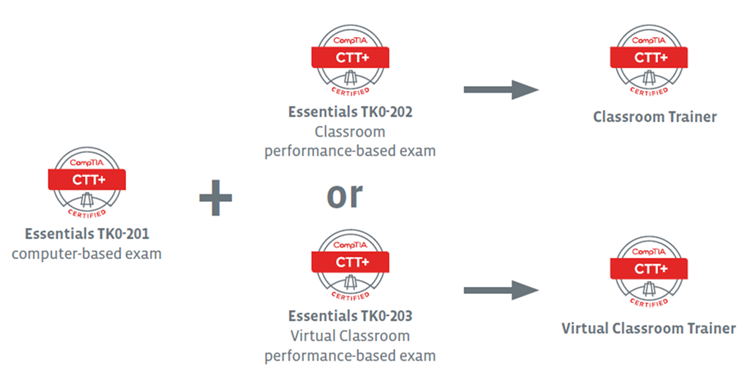 CompTIA
CTT+
CERTIFIED
Essentials TK0-201
computer-based exam
+
CompTIA
CTT+
CERTIFIED
Essentials TK0-202
Classroom
performance-based exam
or
CompTIA
CTT+
CERTIFIED
Essentials TK0-203
Virtual Classroom
performance-based exam
CompTIA
CTT+
CERTIFIED
Classroom Trainer
CompTIA
CTT+
CERTIFIED
Virtual Classroom Trainer